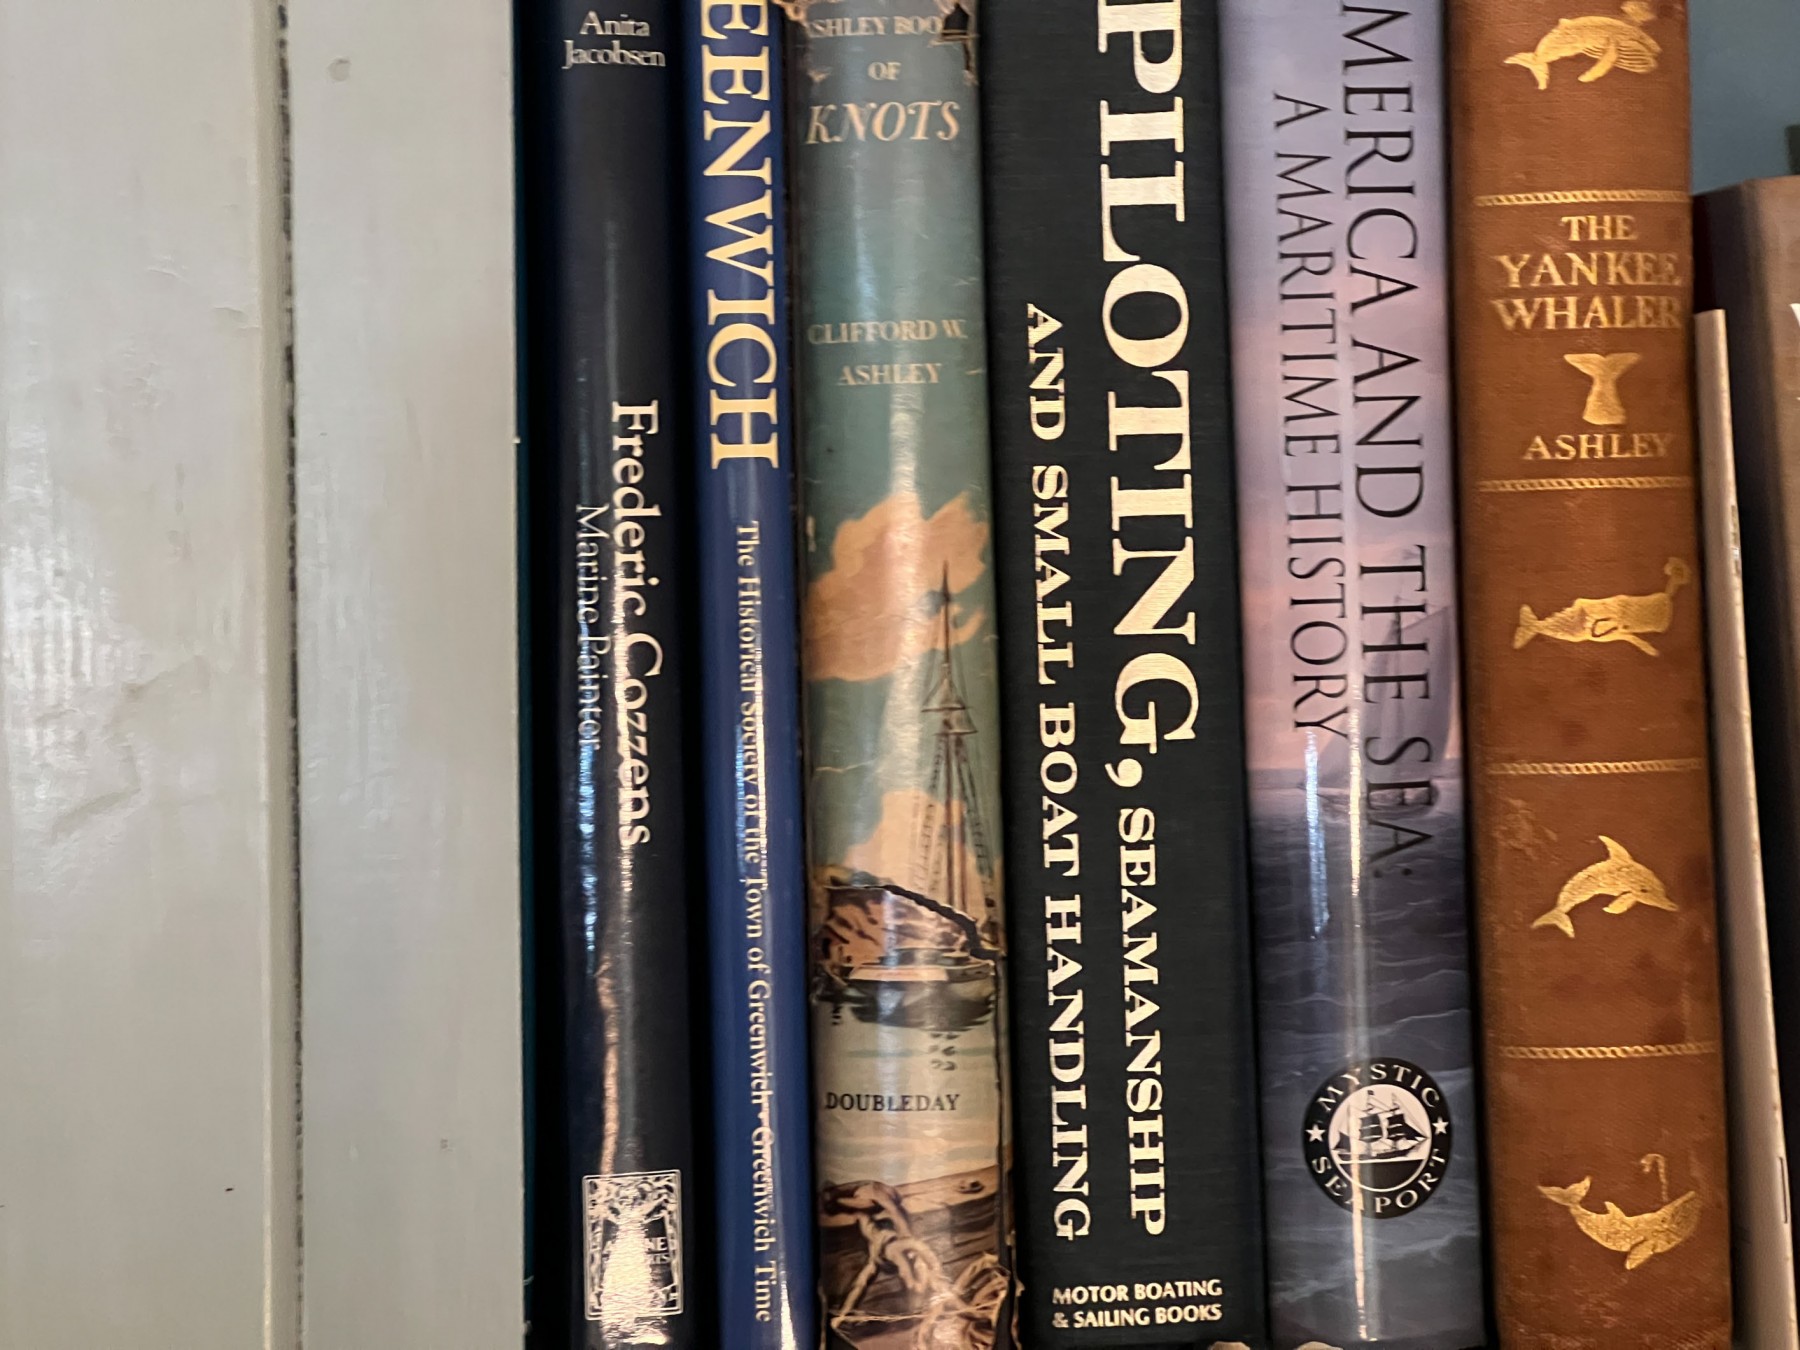 Anita
Jacobsen
Frederic Cozzens
Marine Painter
EENWICH
The Historical Society of the Town of Greenwich • Greenwich Time
SHLEY BOO
OF
KNOTS
CLIFFORD W.
ASHLEY
DOUBLEDAY
PILOTING, SEAMANSHIP
AND SMALL BOAT HANDLING
MOTOR BOATING
& SAILING BOOKS
MERICA AND THE SEA:
A MARITIME HISTORY
MYSTIC
SEAPORT
THE
YANKEE
WHALER
ASHLEY